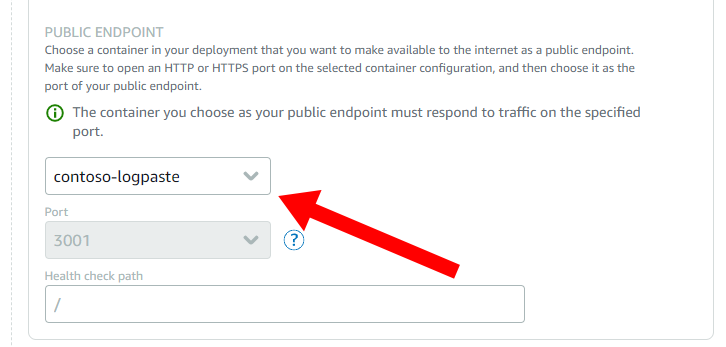 PUBLIC ENDPOINT
Choose a container in your deployment that you want to make available to the internet as a public endpoint.
Make sure to open an HTTP or HTTPS port on the selected container configuration, and then choose it as the
port of your public endpoint.
The container you choose as your public endpoint must respond to traffic on the specified
port.
contoso-logpaste
Port
3001
?
Health check path
/